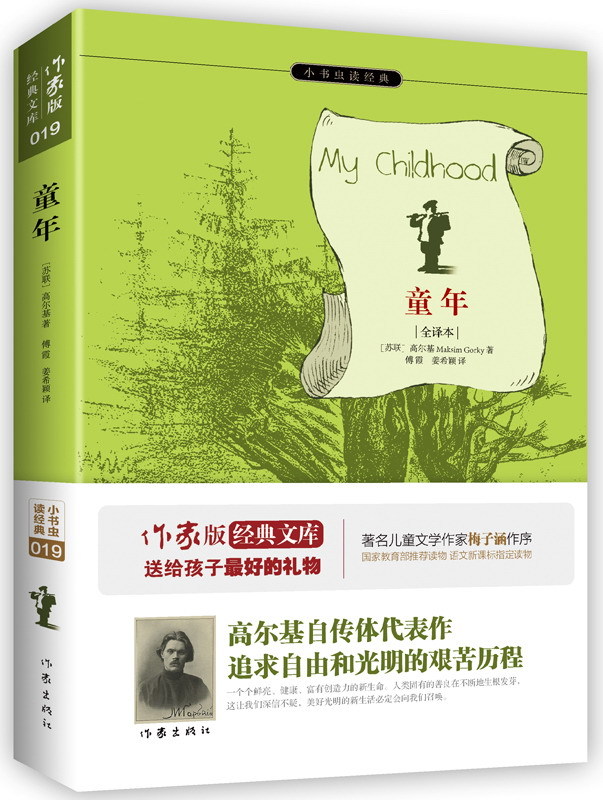 作家版
经典文库
019
童年
[苏联] 高尔基 著
傅霞 姜希颖 译
小书虫
读经典
019
作家出版社
小书虫读经典
My Childhood
童年
全译本
[苏联] 高尔基 Maksim Gorky 著
傅霞 姜希颖 译
作家版 经典文库
送给孩子最好的礼物
著名儿童文学作家梅子涵作序
国家教育部推荐读物 语文新课标指定读物
高尔基自传体代表作
追求自由和光明的艰苦历程
一个个鲜亮、健康、富有创造力的新生命。人类固有的善良在不断地生根发芽，
这让我们深信不疑，美好光明的新生活必定会向我们召唤。
作家出版社